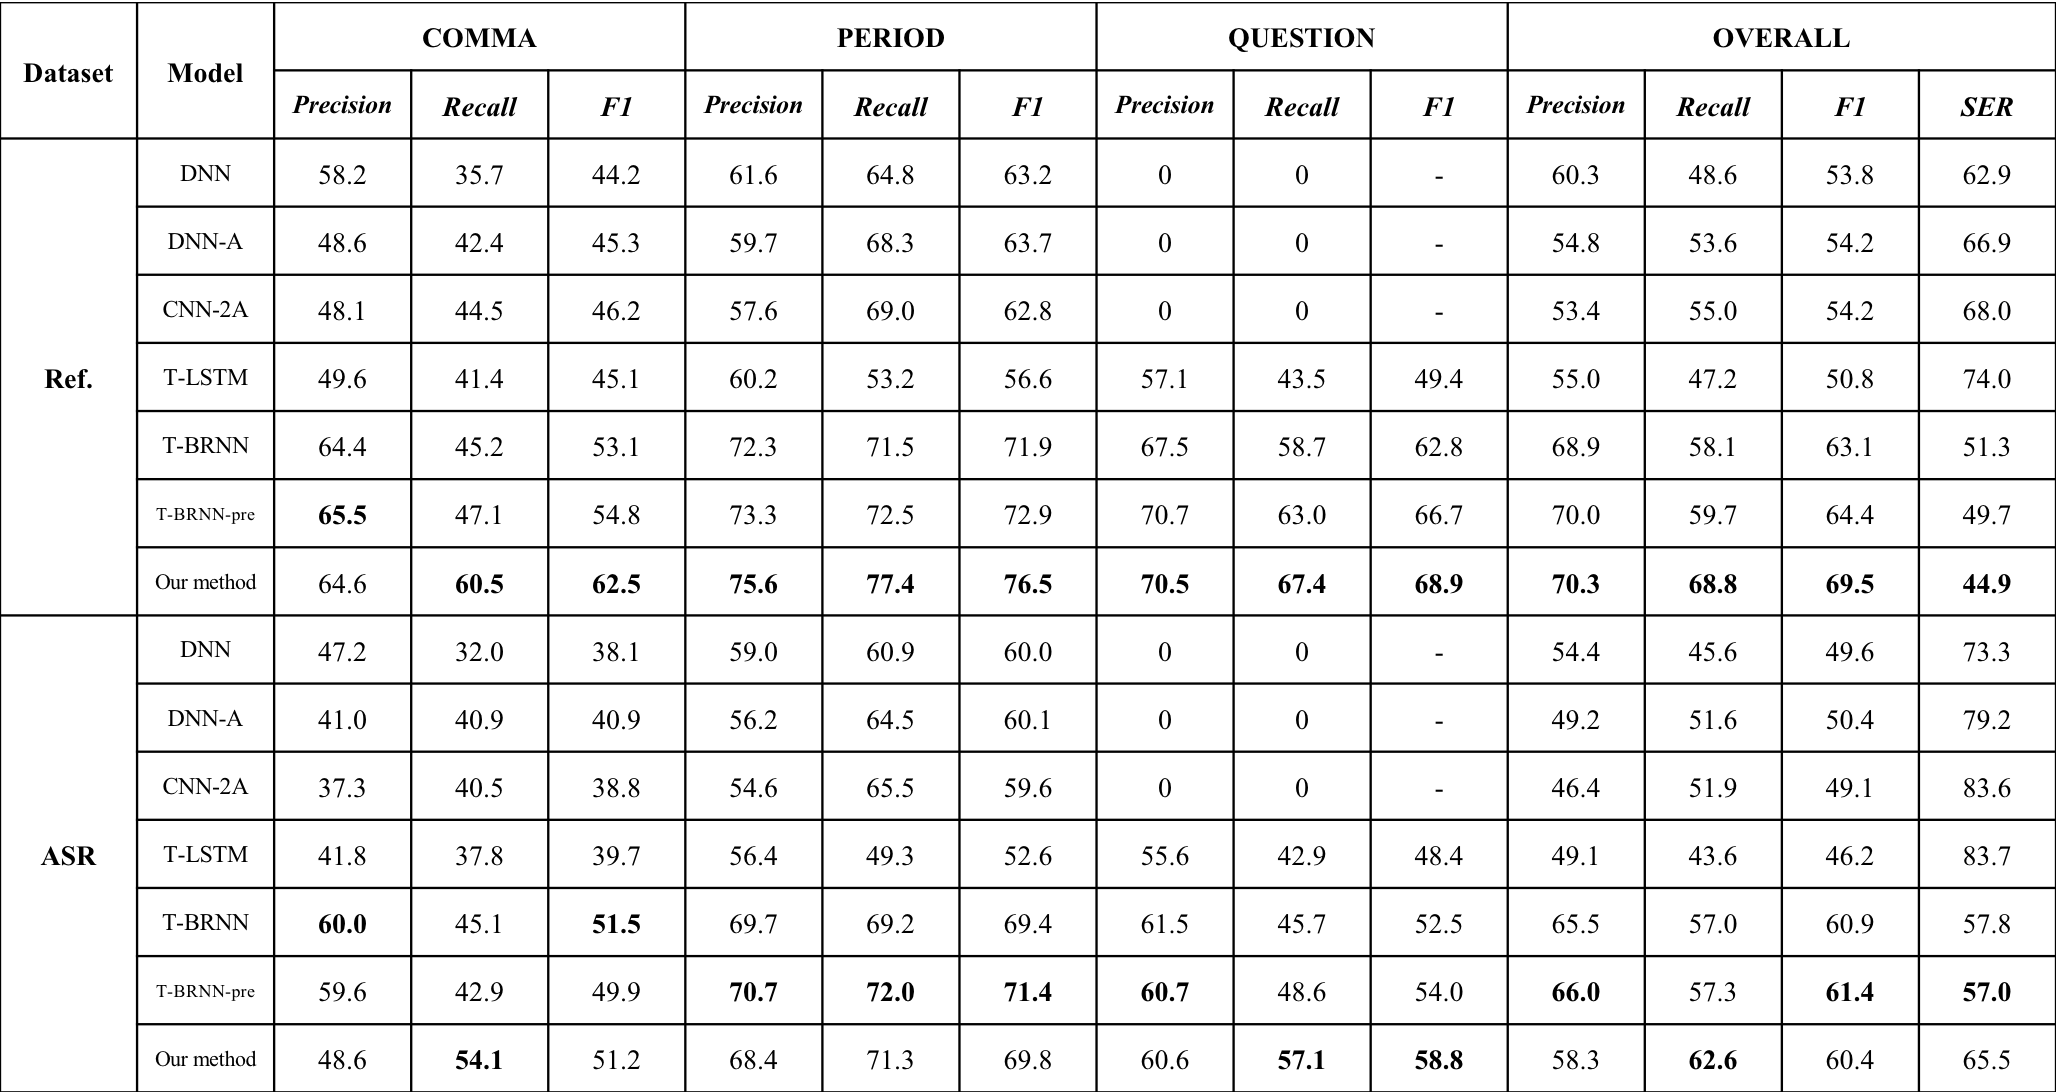 Dataset Model COMMA PERIOD QUESTION OVERALL
Precision Recall F1 Precision Recall F1 Precision Recall F1 Precision Recall F1 SER
Ref.
DNN 58.2 35.7 44.2 61.6 64.8 63.2 0 0 - 60.3 48.6 53.8 62.9
DNN-A 48.6 42.4 45.3 59.7 68.3 63.7 0 0 - 54.8 53.6 54.2 66.9
CNN-2A 48.1 44.5 46.2 57.6 69.0 62.8 0 0 - 53.4 55.0 54.2 68.0
T-LSTM 49.6 41.4 45.1 60.2 53.2 56.6 57.1 43.5 49.4 55.0 47.2 50.8 74.0
T-BRNN 64.4 45.2 53.1 72.3 71.5 71.9 67.5 58.7 62.8 68.9 58.1 63.1 51.3
T-BRNN-pre 65.5 47.1 54.8 73.3 72.5 72.9 70.7 63.0 66.7 70.0 59.7 64.4 49.7
Our method 64.6 60.5 62.5 75.6 77.4 76.5 70.5 67.4 68.9 70.3 68.8 69.5 44.9
ASR
DNN 47.2 32.0 38.1 59.0 60.9 60.0 0 0 - 54.4 45.6 49.6 73.3
DNN-A 41.0 40.9 40.9 56.2 64.5 60.1 0 0 - 49.2 51.6 50.4 79.2
CNN-2A 37.3 40.5 38.8 54.6 65.5 59.6 0 0 - 46.4 51.9 49.1 83.6
T-LSTM 41.8 37.8 39.7 56.4 49.3 52.6 55.6 42.9 48.4 49.1 43.6 46.2 83.7
T-BRNN 60.0 45.1 51.5 69.7 69.2 69.4 61.5 45.7 52.5 65.5 57.0 60.9 57.8
T-BRNN-pre 59.6 42.9 49.9 70.7 72.0 71.4 60.7 48.6 54.0 66.0 57.3 61.4 57.0
Our method 48.6 54.1 51.2 68.4 71.3 69.8 60.6 57.1 58.8 58.3 62.6 60.4 65.5